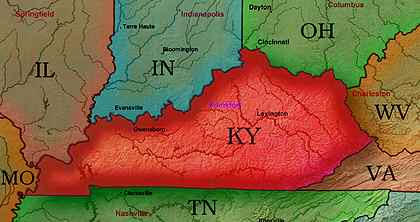 Springfield
Indianapolis
Dayton
Columbus
Terre Haute
OH
Bloomington
Cincinnati
IL
IN
Charleston
Evansville
Frankfort
Lexington
WV
Owensboro
KY
MO
VA
Clarksville
TN
Nashville